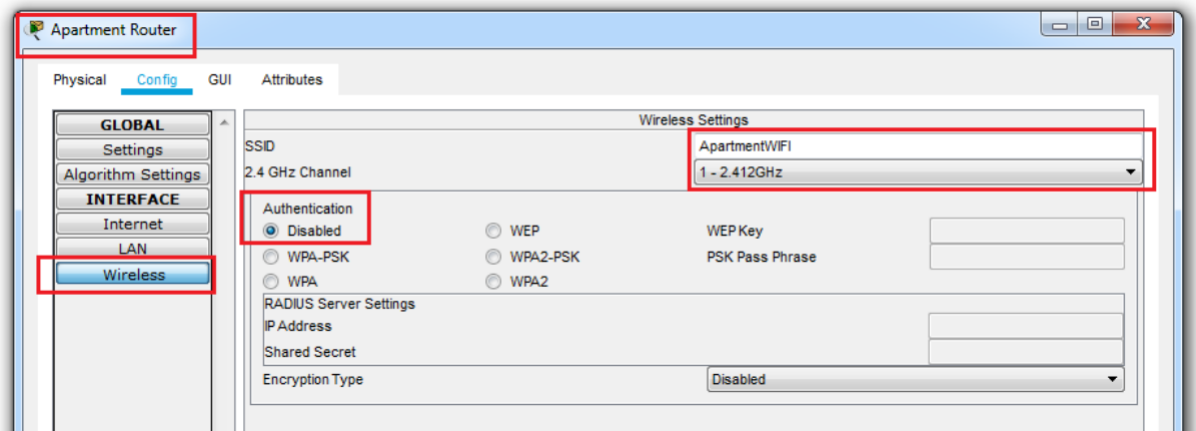 Apartment Router
Physical Config GUI Attributes
GLOBAL
Settings
Algorithm Settings
INTERFACE
Internet
LAN
Wireless
Wireless Settings
SSID ApartmentWIFI
2.4 GHz Channel 1 - 2.412GHz
Authentication
Disabled WEP WEP Key
WPA-PSK WPA2-PSK PSK Pass Phrase
WPA WPA2
RADIUS Server Settings
IP Address
Shared Secret
Encryption Type Disabled